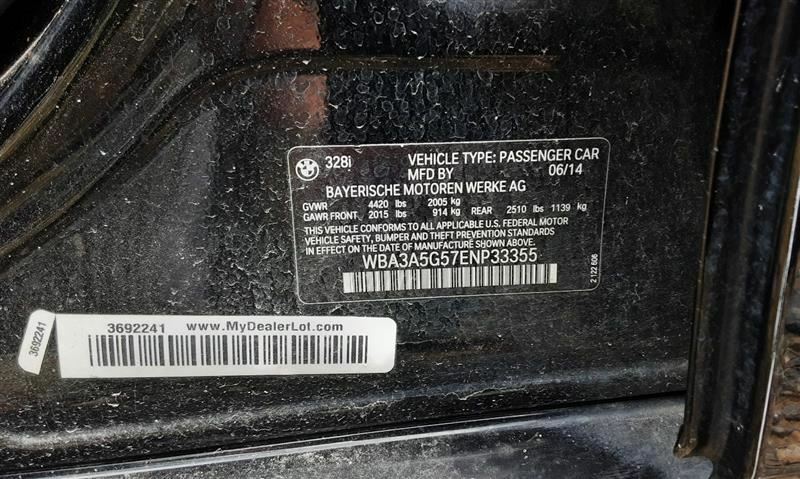 BMW
328i VEHICLE TYPE: PASSENGER CAR
MFD BY 06/14
BAYERISCHE MOTOREN WERKE AG
GVWR 4420 lbs 2005 kg
GAWR FRONT 2015 lbs 914 kg REAR 2510 lbs 1139 kg
THIS VEHICLE CONFORMS TO ALL APPLICABLE U.S. FEDERAL MOTOR
VEHICLE SAFETY, BUMPER AND THEFT PREVENTION STANDARDS
IN EFFECT ON THE DATE OF MANUFACTURE SHOWN ABOVE.
WBA3A5G57ENP33355
2 122 606
3692241
3692241 www.MyDealerLot.com